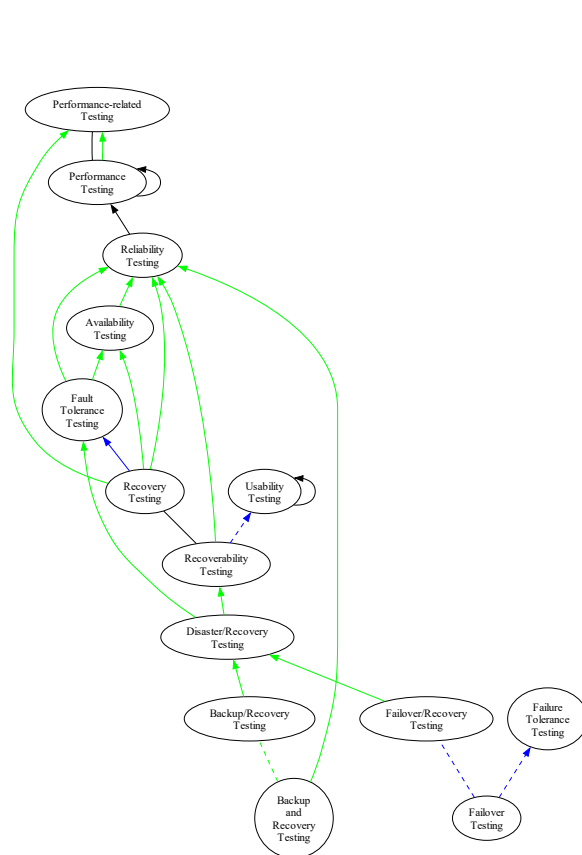 Performance-related
Testing
Performance
Testing
Reliability
Testing
Availability
Testing
Fault
Tolerance
Testing
Recovery
Testing
Usability
Testing
Recoverability
Testing
Disaster/Recovery
Testing
Backup/Recovery
Testing
Failover/Recovery
Testing
Failure
Tolerance
Testing
Backup
and
Recovery
Testing
Failover
Testing